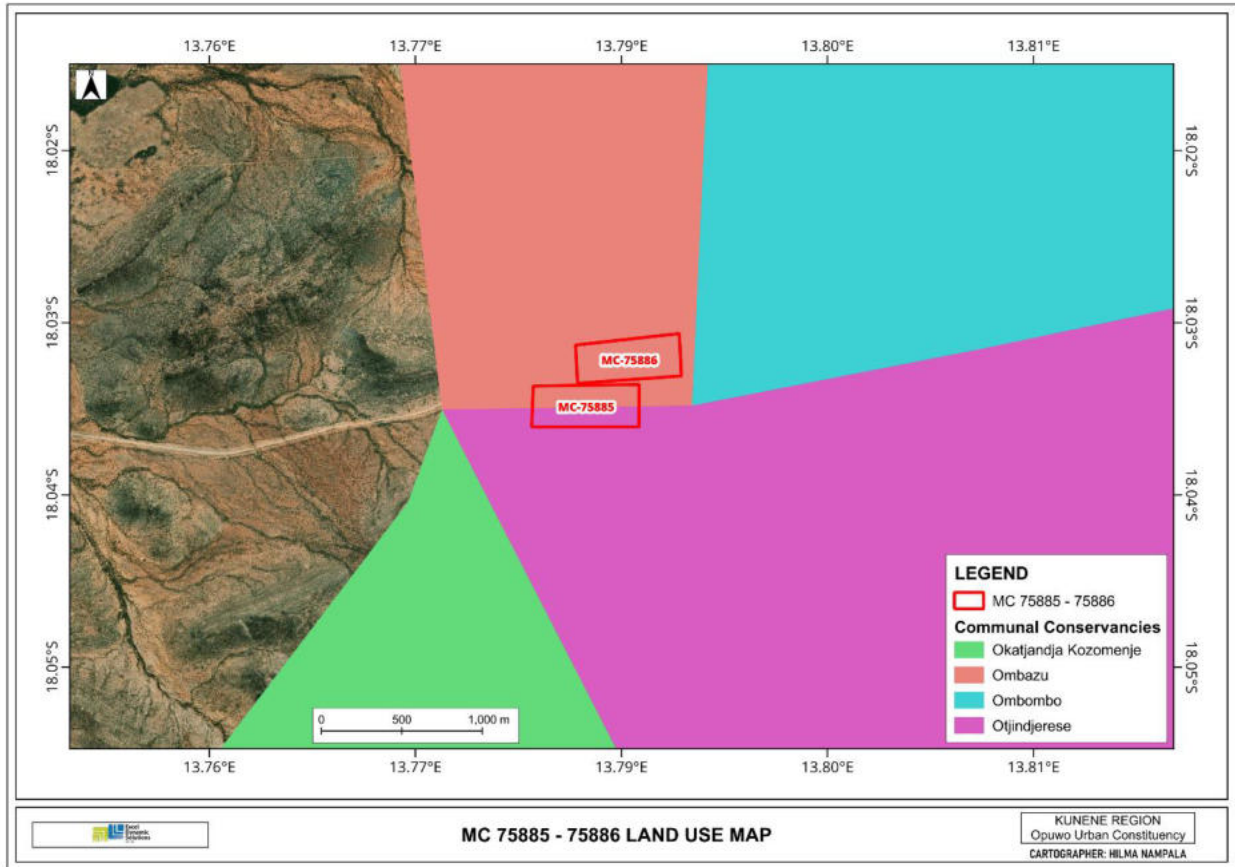 13.76°E 13.77°E 13.79°E 13.80°E 13.81°E
N
18.02°S 18.02°S
18.03°S 18.03°S
MC-75886
MC-75885
18.04°S 18.04°S
18.05°S 18.05°S
LEGEND
MC 75885 - 75886
Communal Conservancies
Okatjandja Kozomenje
Ombazu
Ombombo
Otjindjerese
0 500 1,000 m
13.76°E 13.77°E 13.79°E 13.80°E 13.81°E
Excel
Dynamic
Solutions
MC 75885 - 75886 LAND USE MAP
KUNENE REGION
Opuwo Urban Constituency
CARTOGRAPHER: HILMA NAMPALA